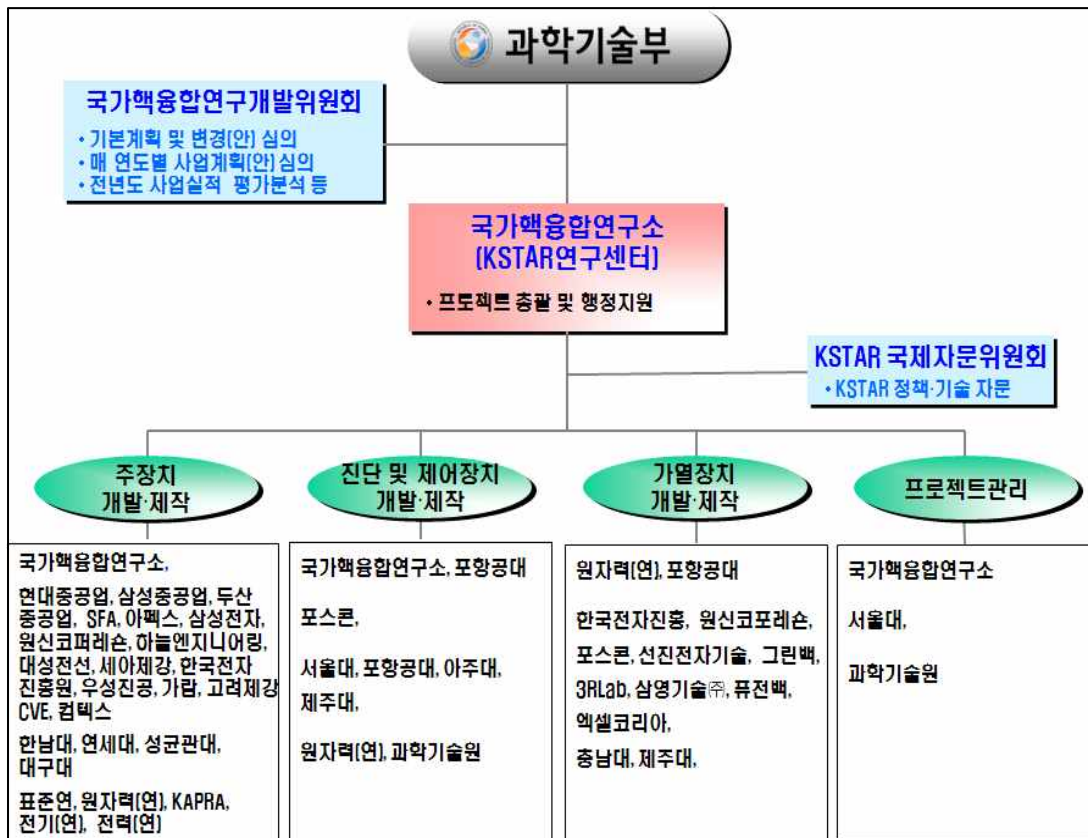 과학기술부
국가핵융합연구개발위원회
• 기본계획 및 변경(안) 심의
• 매 연도별 사업계획(안) 심의
• 전년도 사업실적 평가분석 등
국가핵융합연구소
(KSTAR연구센터)
• 프로젝트 총괄 및 행정지원
KSTAR 국제자문위원회
• KSTAR 정책·기술 자문
주장치
개발·제작
국가핵융합연구소,
현대중공업, 삼성중공업, 두산
중공업, SFA, 아펙스, 삼성전자,
원신코퍼레숀, 하늘엔지니어링,
대성전선, 세아제강, 한국전자
진흥원, 우성진공, 가람, 고려제강
CVE, 컴텍스
한남대, 연세대, 성균관대,
대구대
표준연, 원자력(연), KAPRA,
전기(연), 전력(연)
진단 및 제어장치
개발·제작
국가핵융합연구소, 포항공대
포스콘,
서울대, 포항공대, 아주대,
제주대,
원자력(연), 과학기술원
가열장치
개발·제작
원자력(연), 포항공대
한국전자진흥, 원신코포레숀,
포스콘, 선진전자기술, 그린백,
3RLab, 삼영기술㈜, 퓨전백,
엑셀코리아,
충남대, 제주대,
프로젝트관리
국가핵융합연구소
서울대,
과학기술원